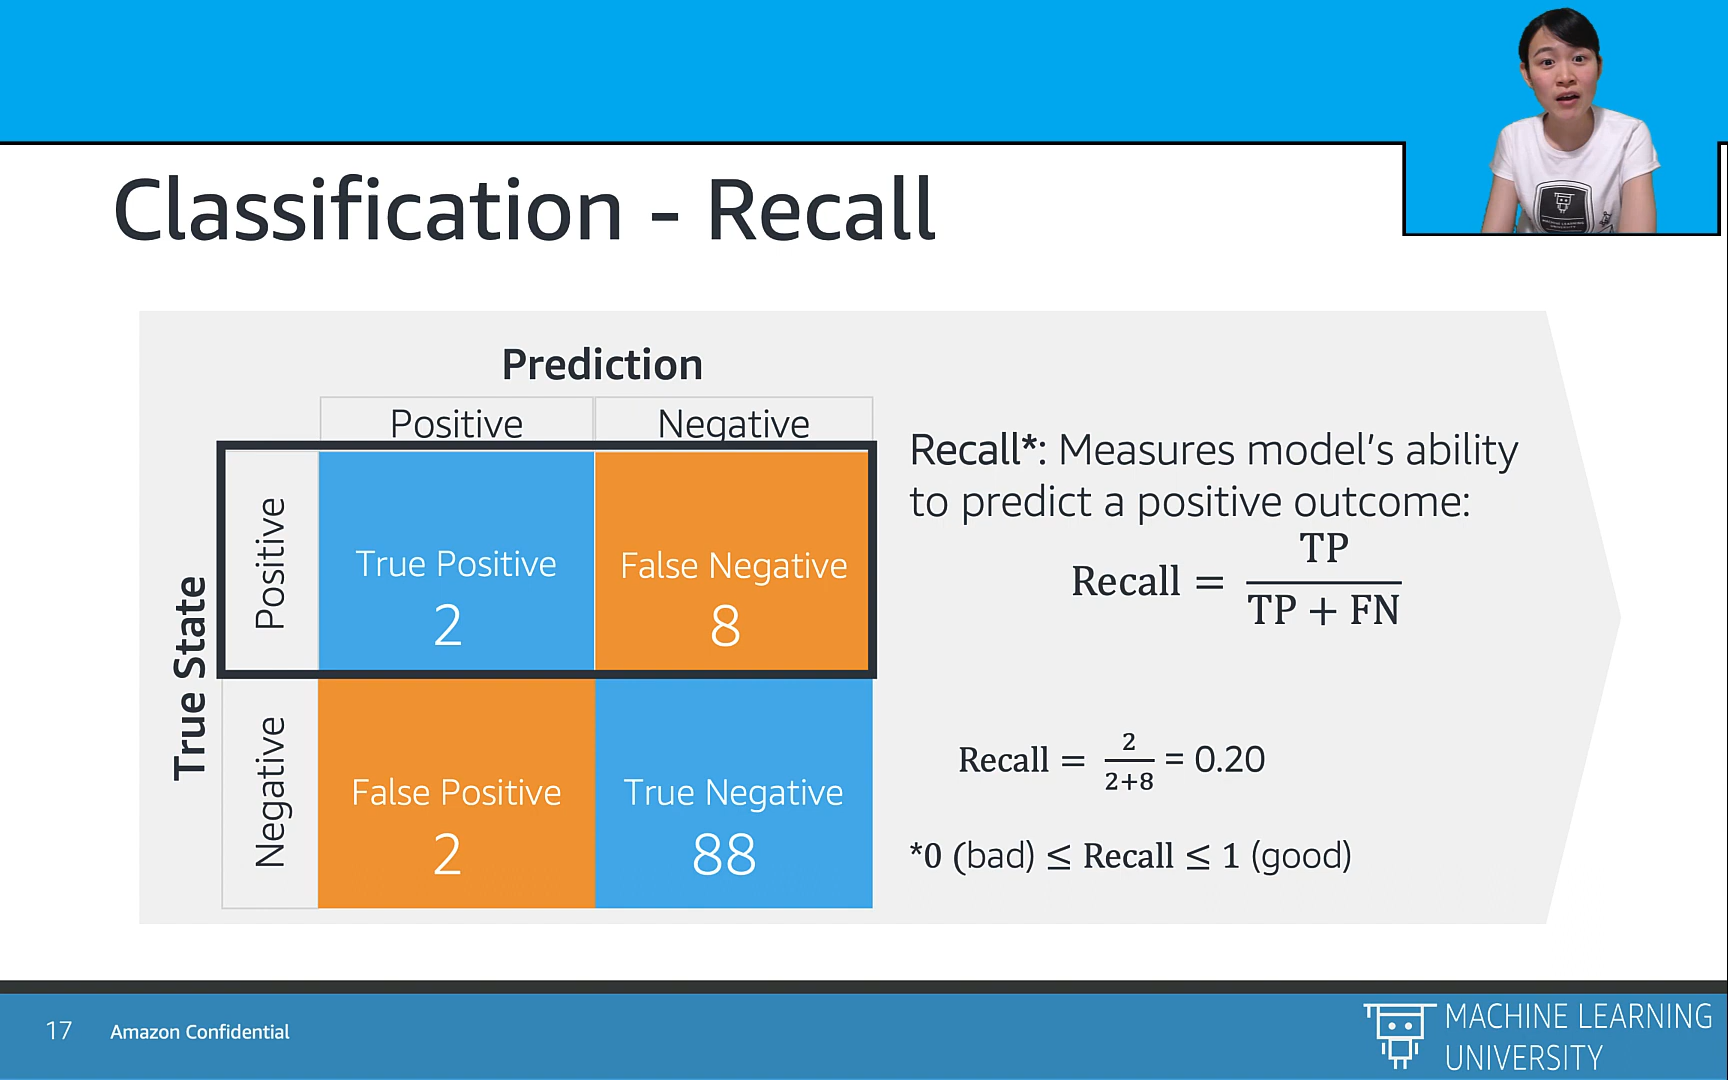 Classification - Recall
Prediction
Positive Negative
True State
Positive
True Positive
2
False Negative
8
Negative
False Positive
2
True Negative
88
Recall*: Measures model's ability
to predict a positive outcome:
Recall = TP / TP + FN
Recall = 2 / 2+8 = 0.20
*0 (bad) ≤ Recall ≤ 1 (good)
17 Amazon Confidential
MACHINE LEARNING
UNIVERSITY